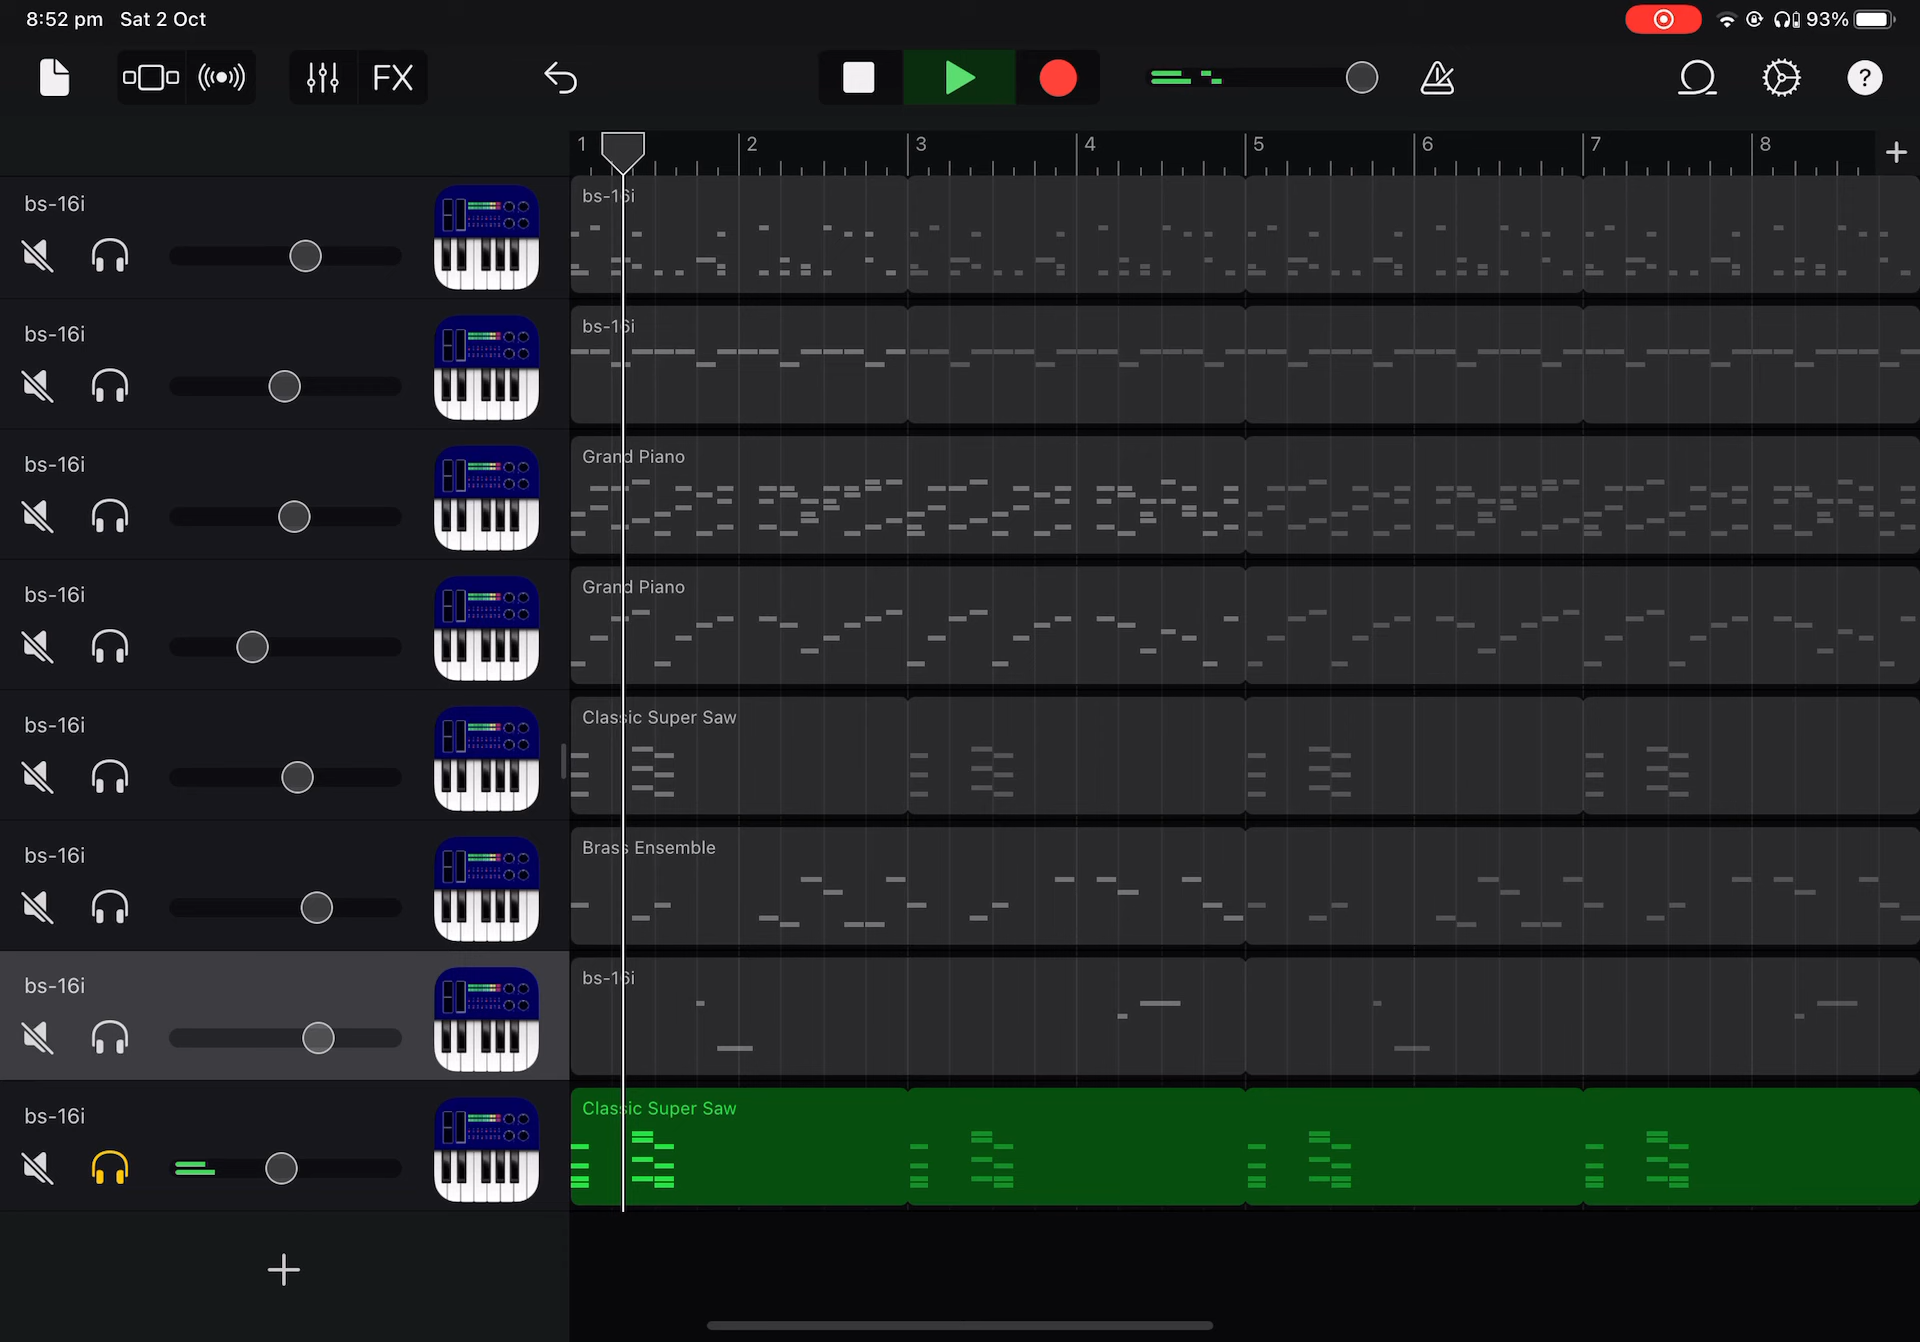 8:52 pm Sat 2 Oct 93%
FX ?
1 2 3 4 5 6 7 8
bs-16i bs-16i
bs-16i bs-16i
bs-16i Grand Piano
bs-16i Grand Piano
bs-16i Classic Super Saw
bs-16i Brass Ensemble
bs-16i bs-16i
bs-16i Classic Super Saw